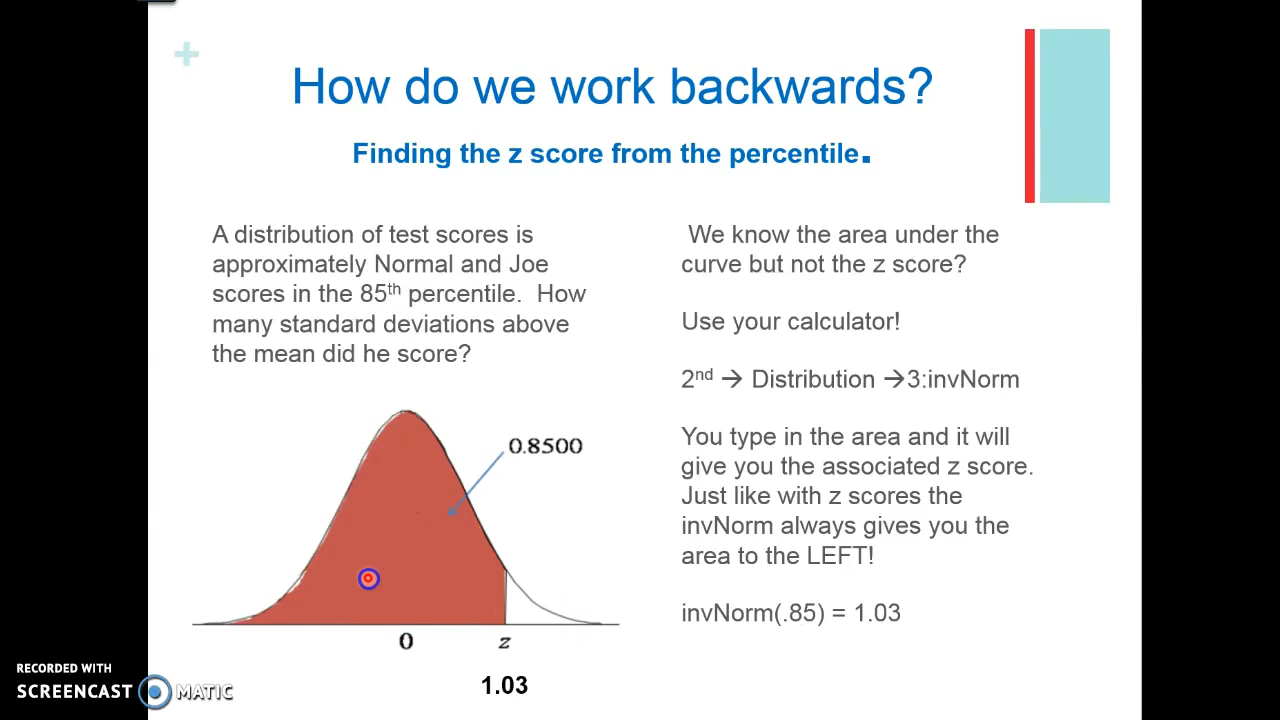 +
How do we work backwards?
Finding the z score from the percentile.
A distribution of test scores is
approximately Normal and Joe
scores in the 85th percentile. How
many standard deviations above
the mean did he score?
0.8500
0
z
1.03
We know the area under the
curve but not the z score?
Use your calculator!
2nd → Distribution →3:invNorm
You type in the area and it will
give you the associated z score.
Just like with z scores the
invNorm always gives you the
area to the LEFT!
invNorm(.85) = 1.03
RECORDED WITH
SCREENCAST MATIC